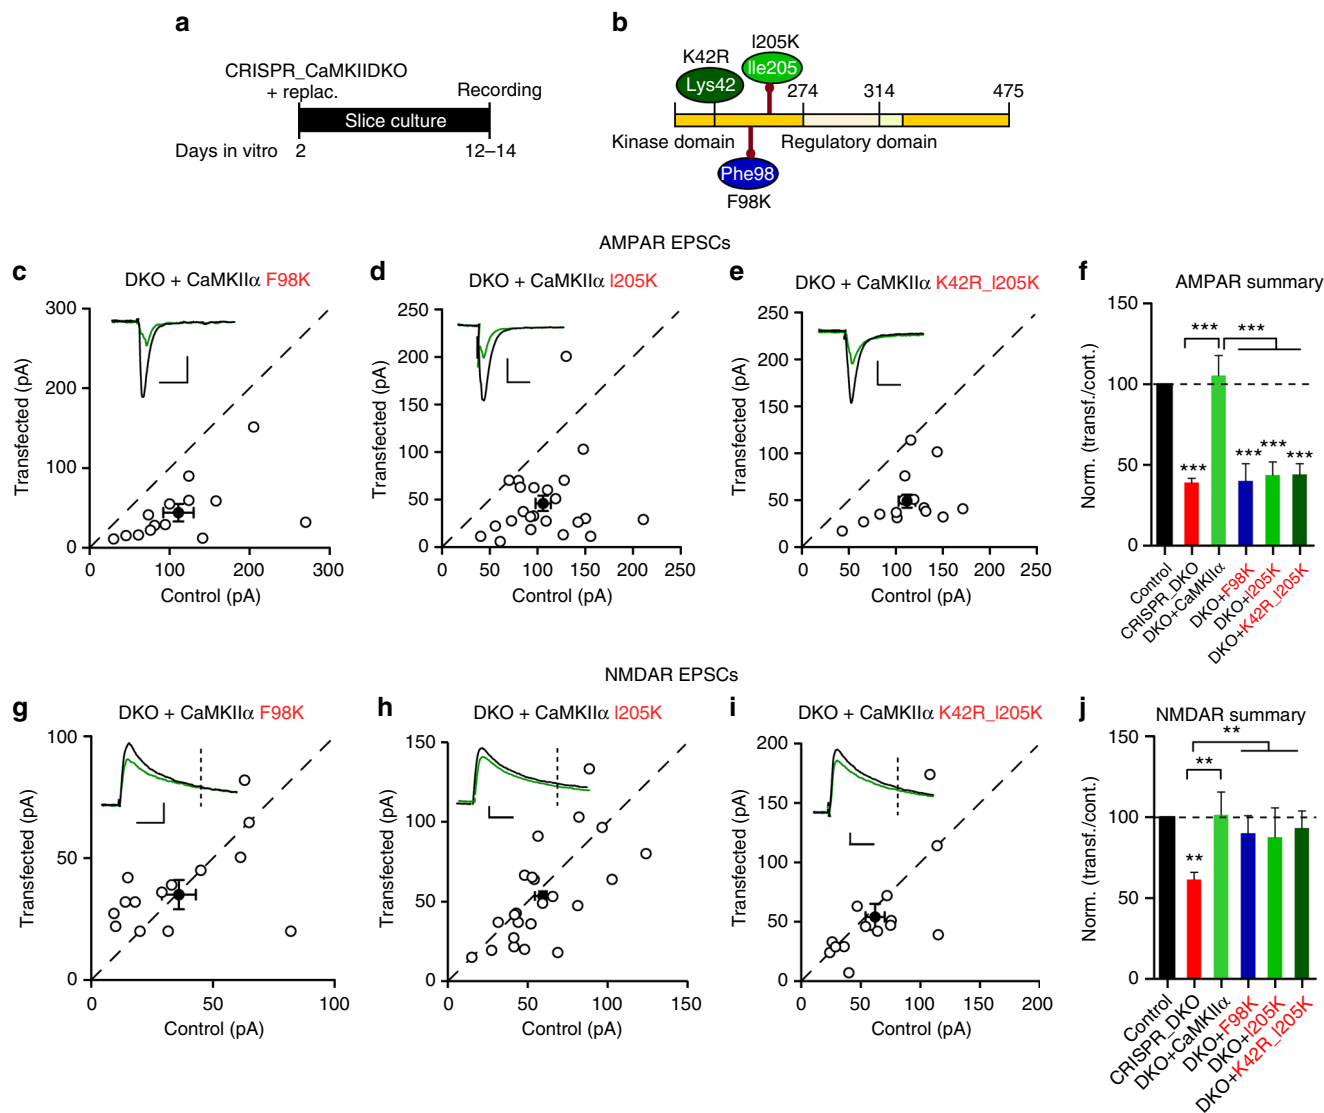 a
CRISPR_CaMKIIDKO
+ replac.
Recording
Slice culture
Days in vitro 2 12–14
b
I205K
K42R
Ile205
Lys42
274 314 475
Kinase domain Regulatory domain
Phe98
F98K
AMPAR EPSCs
c
DKO + CaMKIIα F98K
Transfected (pA)
300
200
100
0
0 100 200 300
Control (pA)
d
DKO + CaMKIIα I205K
Transfected (pA)
250
200
150
100
50
0
0 50 100 150 200 250
Control (pA)
e
DKO + CaMKIIα K42R_I205K
Transfected (pA)
250
200
150
100
50
0
0 50 100 150 200 250
Control (pA)
f
AMPAR summary
Norm. (transf./cont.)
150
100
50
0
*** ***
*** *** *** ***
Control
CRISPR_DKO
DKO+CaMKIIα
DKO+F98K
DKO+I205K
DKO+K42R_I205K
NMDAR EPSCs
g
DKO + CaMKIIα F98K
Transfected (pA)
100
50
0
0 50 100
Control (pA)
h
DKO + CaMKIIα I205K
Transfected (pA)
150
100
50
0
0 50 100 150
Control (pA)
i
DKO + CaMKIIα K42R_I205K
Transfected (pA)
200
150
100
50
0
0 50 100 150 200
Control (pA)
j
NMDAR summary
Norm. (transf./cont.)
150
100
50
0
**
**
**
Control
CRISPR_DKO
DKO+CaMKIIα
DKO+F98K
DKO+I205K
DKO+K42R_I205K